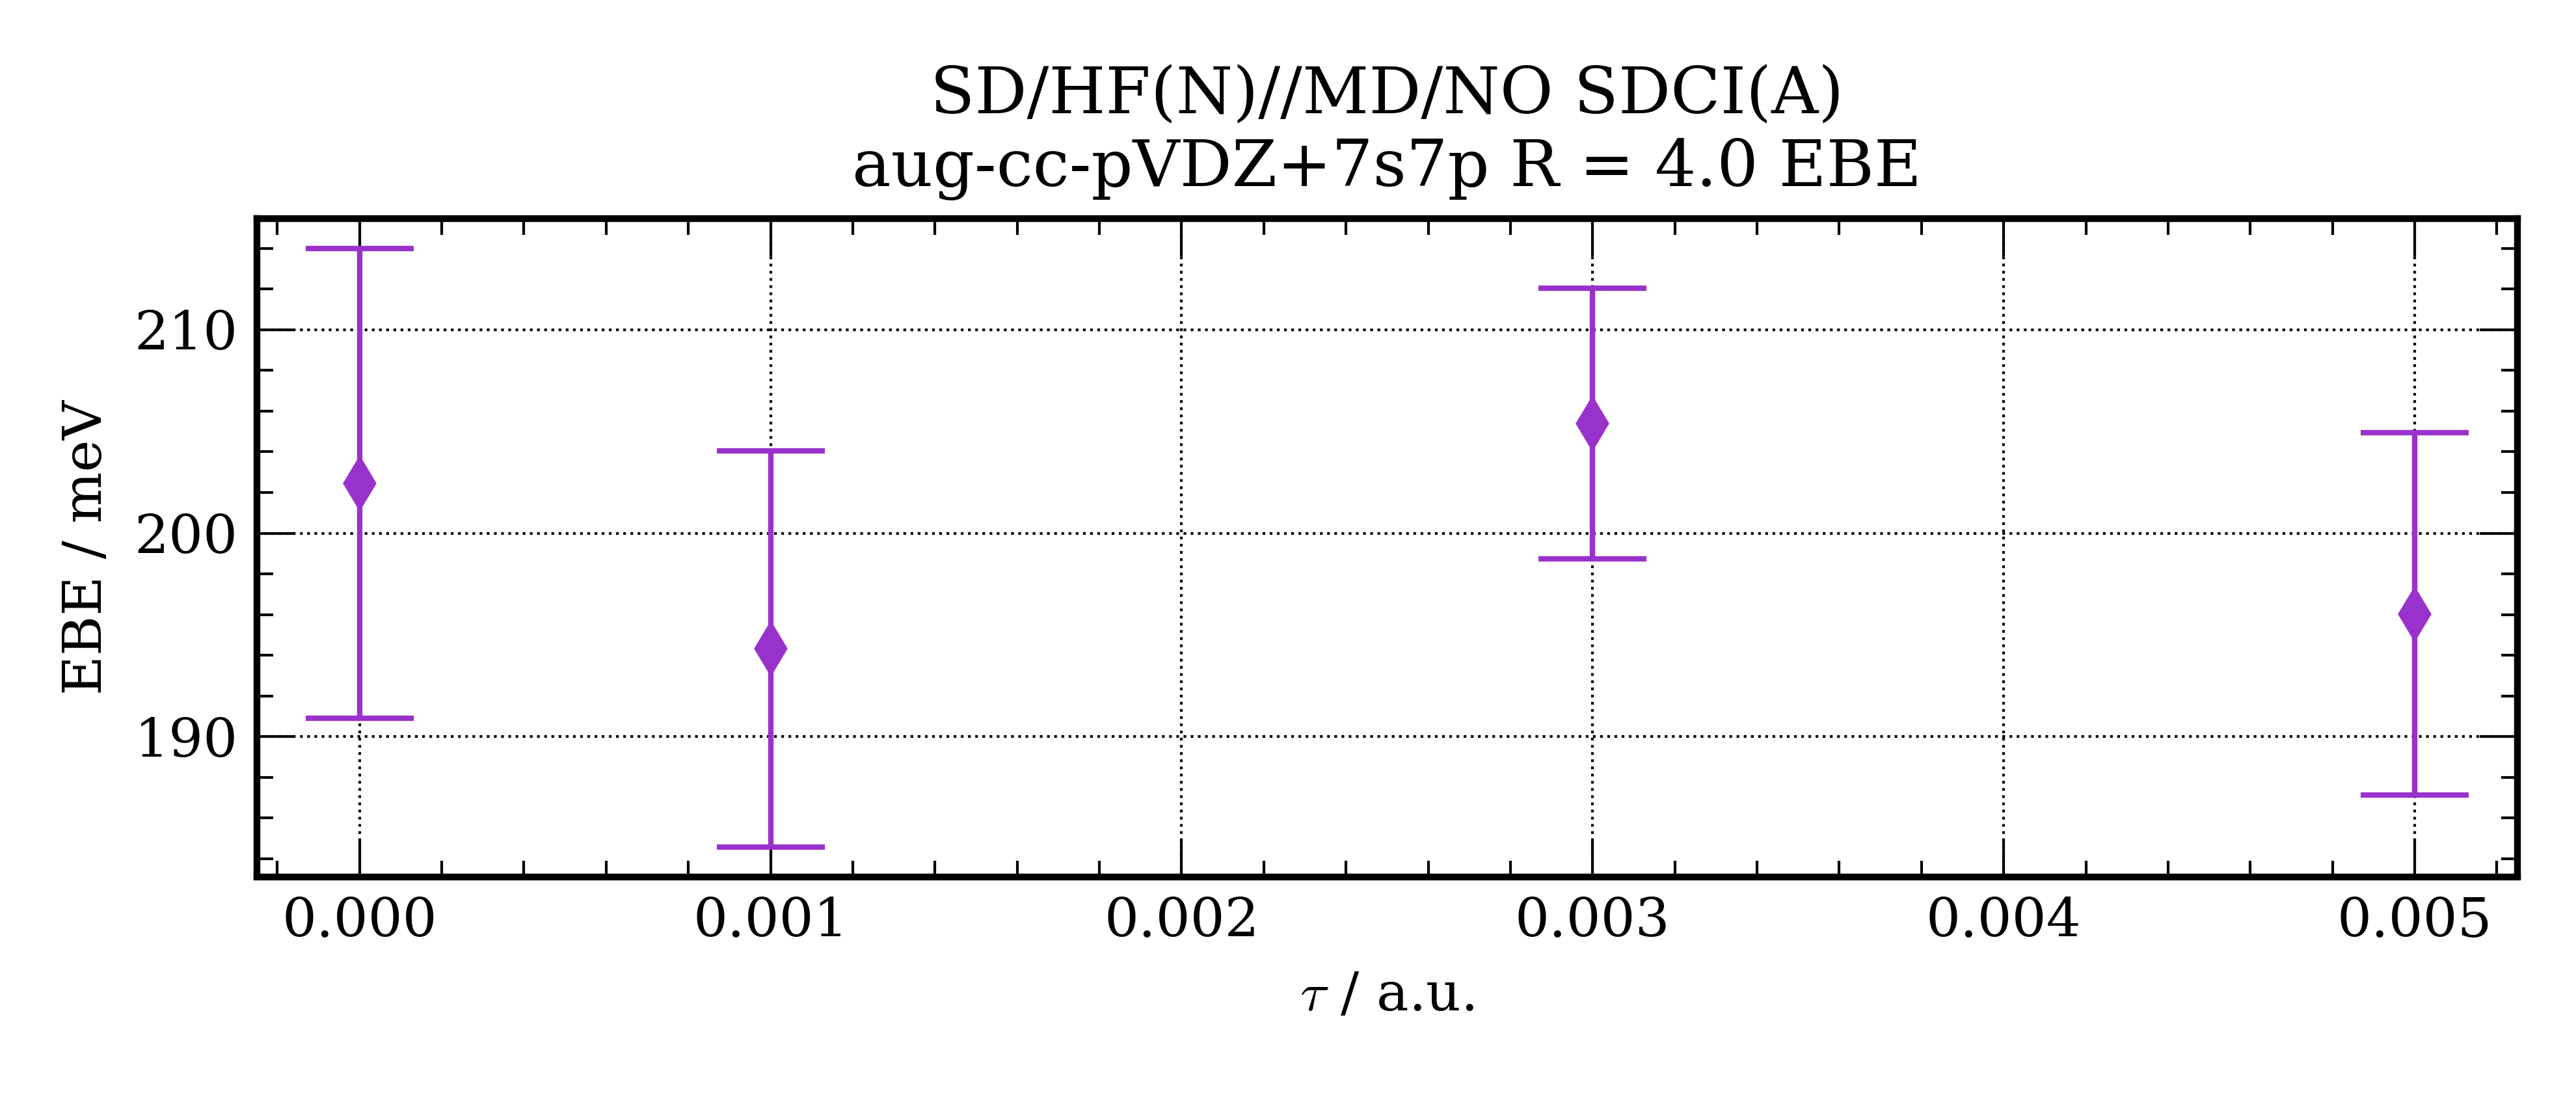 SD/HF(N)//MD/NO SDCI(A)
aug-cc-pVDZ+7s7p R = 4.0 EBE
EBE / meV
210
200
190
0.000 0.001 0.002 0.003 0.004 0.005
τ / a.u.